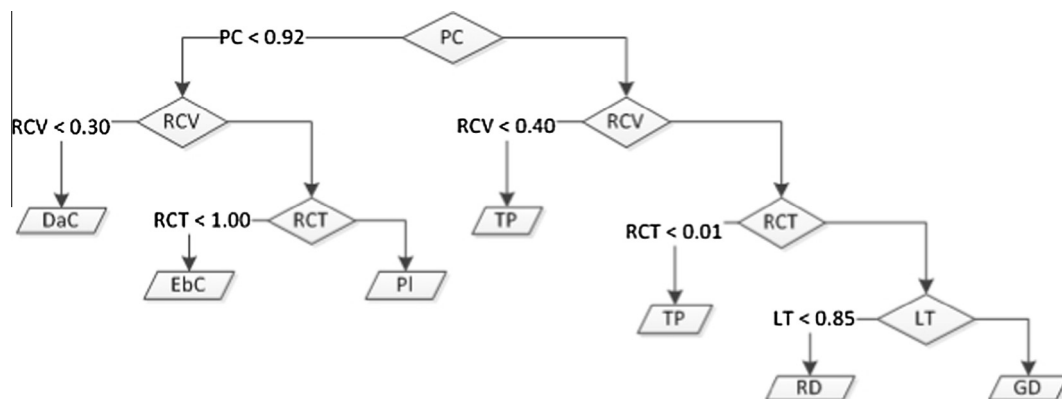 PC < 0.92
PC
RCV < 0.30
RCV
RCV < 0.40
RCV
DaC
RCT < 1.00
RCT
TP
RCT < 0.01
RCT
EbC
PI
TP
LT < 0.85
LT
RD
GD